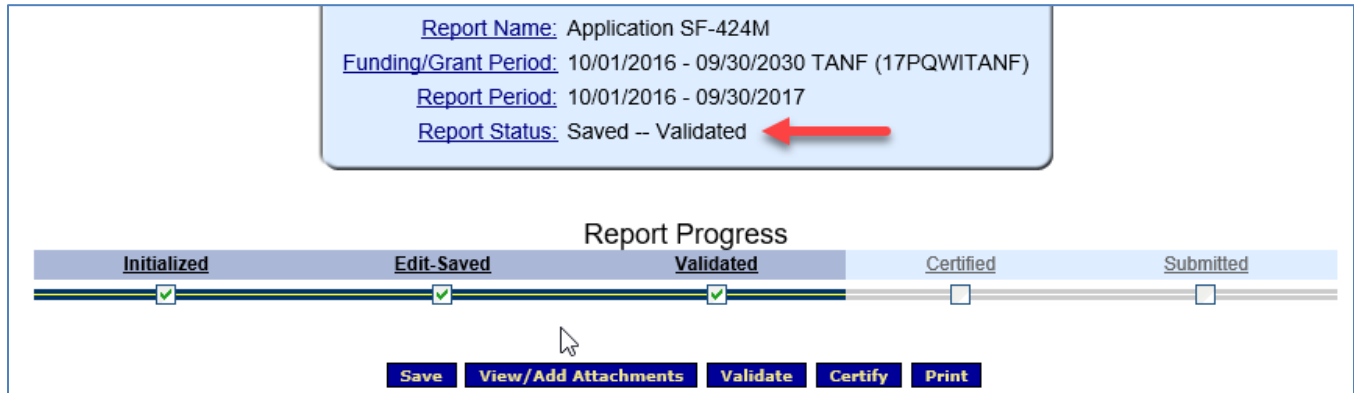 Report Name: Application SF-424M
Funding/Grant Period: 10/01/2016 - 09/30/2030 TANF (17PQWITANF)
Report Period: 10/01/2016 - 09/30/2017
Report Status: Saved -- Validated
Report Progress
Initialized Edit-Saved Validated Certified Submitted
Save View/Add Attachments Validate Certify Print